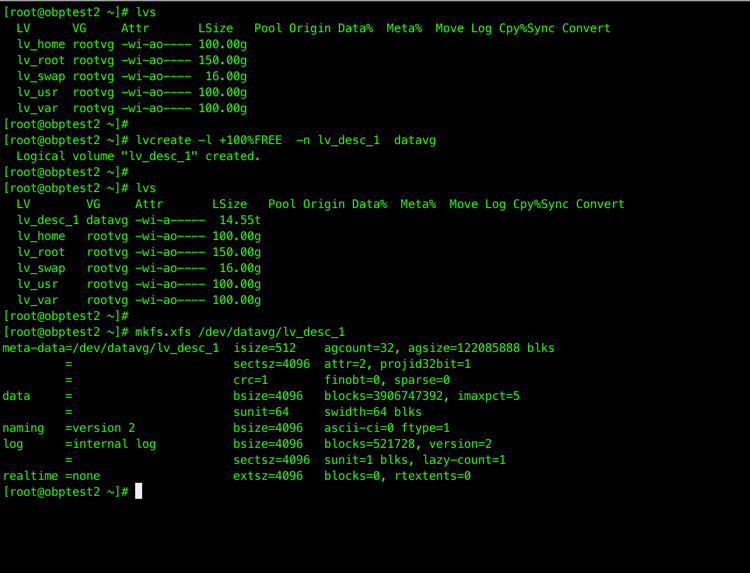 [root@obptest2 ~]# lvs
  LV      VG     Attr       LSize   Pool Origin Data%  Meta%  Move Log Cpy%Sync Convert
  lv_home rootvg -wi-ao---- 100.00g
  lv_root rootvg -wi-ao---- 150.00g
  lv_swap rootvg -wi-ao----  16.00g
  lv_usr  rootvg -wi-ao---- 100.00g
  lv_var  rootvg -wi-ao---- 100.00g
[root@obptest2 ~]#
[root@obptest2 ~]# lvcreate -l +100%FREE  -n lv_desc_1  datavg
  Logical volume "lv_desc_1" created.
[root@obptest2 ~]#
[root@obptest2 ~]# lvs
  LV        VG     Attr       LSize   Pool Origin Data%  Meta%  Move Log Cpy%Sync Convert
  lv_desc_1 datavg -wi-a-----  14.55t
  lv_home   rootvg -wi-ao---- 100.00g
  lv_root   rootvg -wi-ao---- 150.00g
  lv_swap   rootvg -wi-ao----  16.00g
  lv_usr    rootvg -wi-ao---- 100.00g
  lv_var    rootvg -wi-ao---- 100.00g
[root@obptest2 ~]#
[root@obptest2 ~]# mkfs.xfs /dev/datavg/lv_desc_1
meta-data=/dev/datavg/lv_desc_1  isize=512    agcount=32, agsize=122085888 blks
         =                       sectsz=4096  attr=2, projid32bit=1
         =                       crc=1        finobt=0, sparse=0
data     =                       bsize=4096   blocks=3906747392, imaxpct=5
         =                       sunit=64     swidth=64 blks
naming   =version 2              bsize=4096   ascii-ci=0 ftype=1
log      =internal log           bsize=4096   blocks=521728, version=2
         =                       sectsz=4096  sunit=1 blks, lazy-count=1
realtime =none                   extsz=4096   blocks=0, rtextents=0
[root@obptest2 ~]#